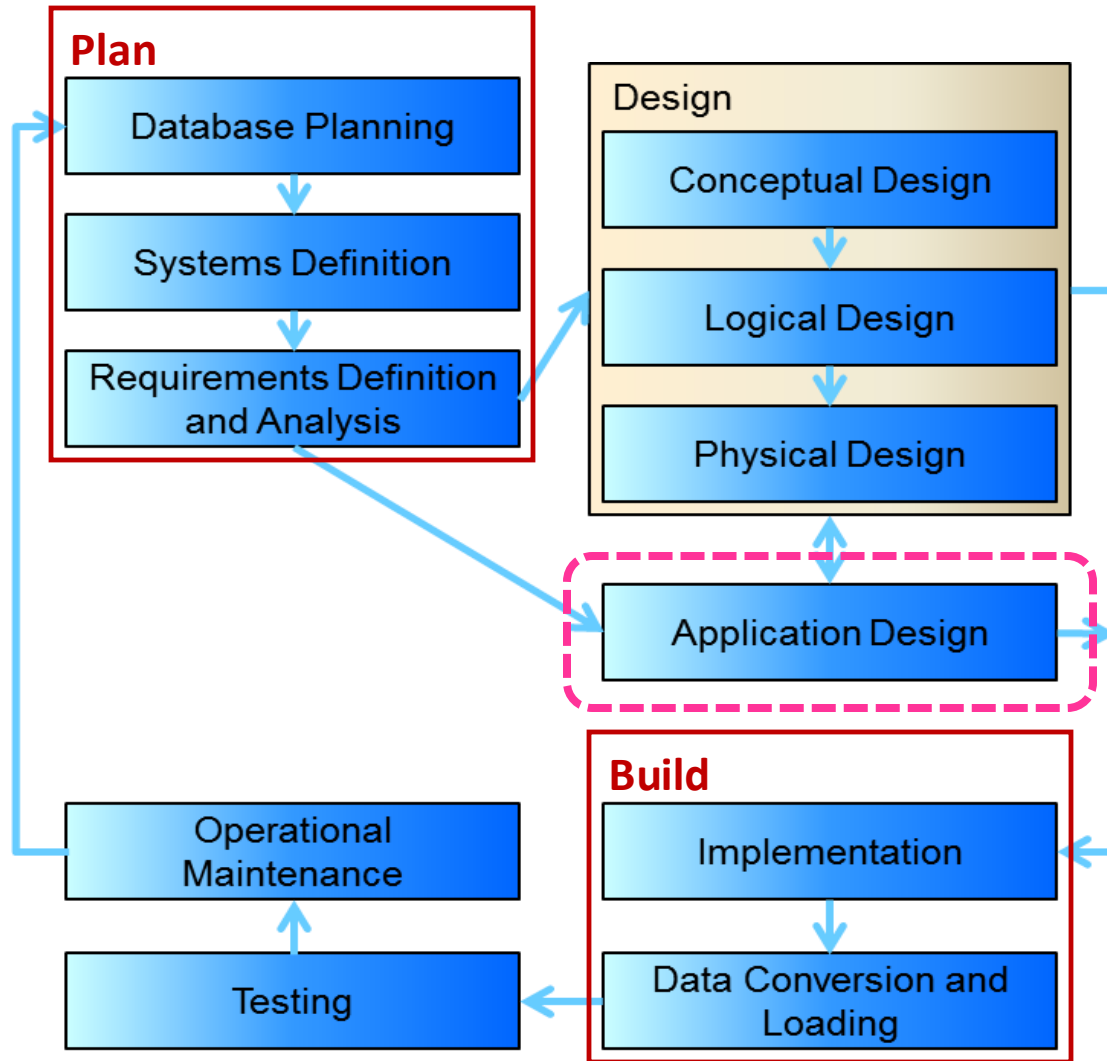 Plan
Database Planning
Systems Definition
Requirements Definition
and Analysis
Design
Conceptual Design
Logical Design
Physical Design
Application Design
Build
Implementation
Data Conversion and
Loading
Testing
Operational
Maintenance